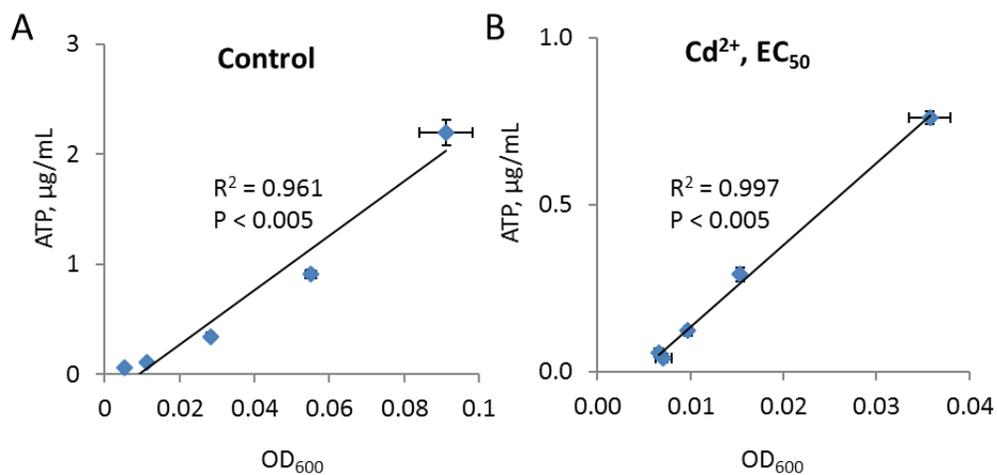 A
Control
3
2
1
0
ATP, µg/mL
R² = 0.961
P < 0.005
0 0.02 0.04 0.06 0.08 0.1
OD₆₀₀
B
Cd²⁺, EC₅₀
1.0
0.5
0.0
ATP, µg/mL
R² = 0.997
P < 0.005
0.00 0.01 0.02 0.03 0.04
OD₆₀₀